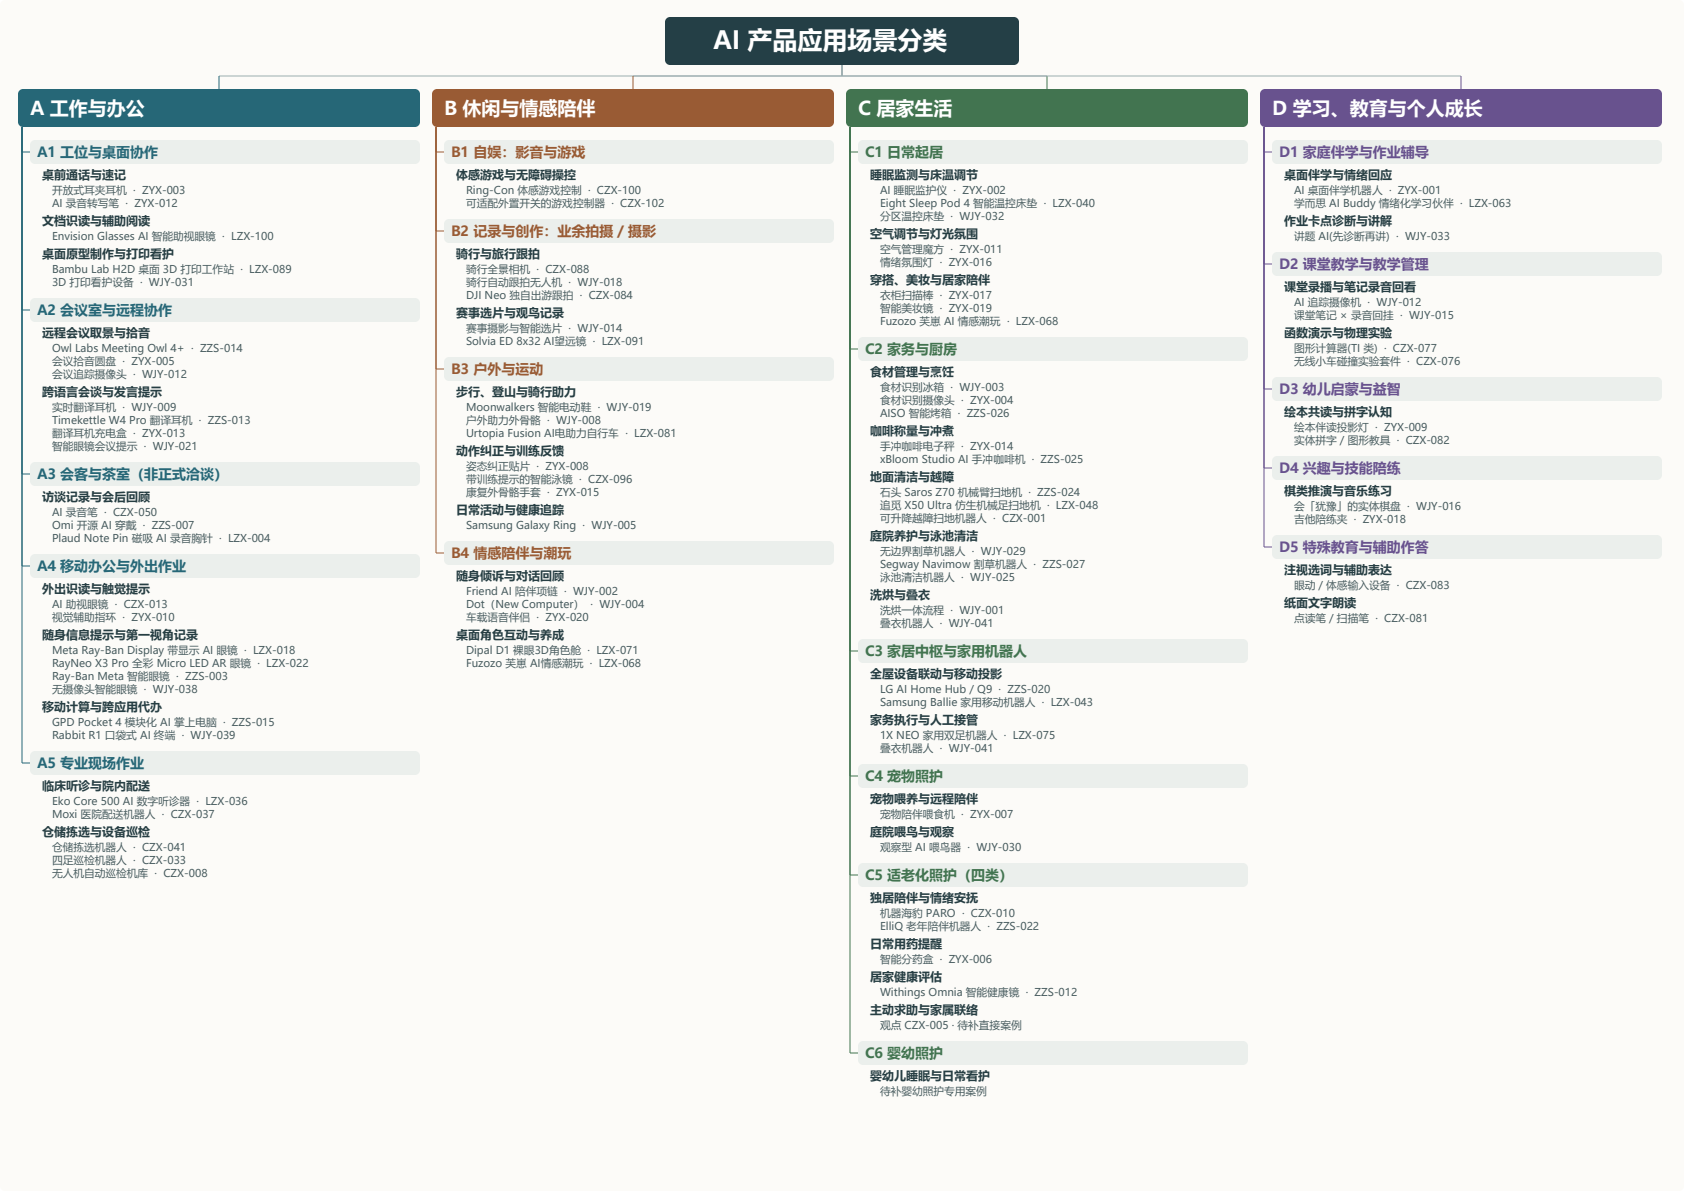 AI 产品应用场景分类
A 工作与办公
A1 工位与桌面协作
桌前通话与速记
开放式耳夹耳机 · ZYX-003
AI 录音转写笔 · ZYX-012
文档识读与辅助阅读
Envision Glasses AI 智能助视眼镜 · LZX-100
桌面原型制作与打印看护
Bambu Lab H2D 桌面 3D 打印工作站 · LZX-089
3D 打印看护设备 · WJY-031
A2 会议室与远程协作
远程会议取景与拾音
Owl Labs Meeting Owl 4+ · ZZS-014
会议拾音圆盘 · ZYX-005
会议追踪摄像头 · WJY-012
跨语言会谈与发言提示
实时翻译耳机 · WJY-009
Timekettle W4 Pro 翻译耳机 · ZZS-013
翻译耳机充电盒 · ZYX-013
智能眼镜会议提示 · WJY-021
A3 会客与茶室（非正式洽谈）
访谈记录与会后回顾
AI 录音笔 · CZX-050
Omi 开源 AI 穿戴 · ZZS-007
Plaud Note Pin 磁吸 AI 录音胸针 · LZX-004
A4 移动办公与外出作业
外出识读与触觉提示
AI 助视眼镜 · CZX-013
视觉辅助指环 · ZYX-010
随身信息提示与第一视角记录
Meta Ray-Ban Display 带显示 AI 眼镜 · LZX-018
RayNeo X3 Pro 全彩 Micro LED AR 眼镜 · LZX-022
Ray-Ban Meta 智能眼镜 · ZZS-003
无摄像头智能眼镜 · WJY-038
移动计算与跨应用代办
GPD Pocket 4 模块化 AI 掌上电脑 · ZZS-015
Rabbit R1 口袋式 AI 终端 · WJY-039
A5 专业现场作业
临床听诊与院内配送
Eko Core 500 AI 数字听诊器 · LZX-036
Moxi 医院配送机器人 · CZX-037
仓储拣选与设备巡检
仓储拣选机器人 · CZX-041
四足巡检机器人 · CZX-033
无人机自动巡检机库 · CZX-008
B 休闲与情感陪伴
B1 自娱：影音与游戏
体感游戏与无障碍操控
Ring-Con 体感游戏控制 · CZX-100
可适配外置开关的游戏控制器 · CZX-102
B2 记录与创作：业余拍摄 / 摄影
骑行与旅行跟拍
骑行全景相机 · CZX-088
骑行自动跟拍无人机 · WJY-018
DJI Neo 独自出游跟拍 · CZX-084
赛事选片与观鸟记录
赛事摄影与智能选片 · WJY-014
Solvia ED 8x32 AI望远镜 · LZX-091
B3 户外与运动
步行、登山与骑行助力
Moonwalkers 智能电动鞋 · WJY-019
户外助力外骨骼 · WJY-008
Urtopia Fusion AI电助力自行车 · LZX-081
动作纠正与训练反馈
姿态纠正贴片 · ZYX-008
带训练提示的智能泳镜 · CZX-096
康复外骨骼手套 · ZYX-015
日常活动与健康追踪
Samsung Galaxy Ring · WJY-005
B4 情感陪伴与潮玩
随身倾诉与对话回顾
Friend AI 陪伴项链 · WJY-002
Dot（New Computer） · WJY-004
车载语音伴侣 · ZYX-020
桌面角色互动与养成
Dipal D1 裸眼3D角色舱 · LZX-071
Fuzozo 芙崽 AI情感潮玩 · LZX-068
C 居家生活
C1 日常起居
睡眠监测与床温调节
AI 睡眠监护仪 · ZYX-002
Eight Sleep Pod 4 智能温控床垫 · LZX-040
分区温控床垫 · WJY-032
空气调节与灯光氛围
空气管理魔方 · ZYX-011
情绪氛围灯 · ZYX-016
穿搭、美妆与居家陪伴
衣柜扫描棒 · ZYX-017
智能美妆镜 · ZYX-019
Fuzozo 芙崽 AI 情感潮玩 · LZX-068
C2 家务与厨房
食材管理与烹饪
食材识别冰箱 · WJY-003
食材识别摄像头 · ZYX-004
AISO 智能烤箱 · ZZS-026
咖啡称量与冲煮
手冲咖啡电子秤 · ZYX-014
xBloom Studio AI 手冲咖啡机 · ZZS-025
地面清洁与越障
石头 Saros Z70 机械臂扫地机 · ZZS-024
追觅 X50 Ultra 仿生机械足扫地机 · LZX-048
可升降越障扫地机器人 · CZX-001
庭院养护与泳池清洁
无边界割草机器人 · WJY-029
Segway Navimow 割草机器人 · ZZS-027
泳池清洁机器人 · WJY-025
洗烘与叠衣
洗烘一体流程 · WJY-001
叠衣机器人 · WJY-041
C3 家居中枢与家用机器人
全屋设备联动与移动投影
LG AI Home Hub / Q9 · ZZS-020
Samsung Ballie 家用移动机器人 · LZX-043
家务执行与人工接管
1X NEO 家用双足机器人 · LZX-075
叠衣机器人 · WJY-041
C4 宠物照护
宠物喂养与远程陪伴
宠物陪伴喂食机 · ZYX-007
庭院喂鸟与观察
观察型 AI 喂鸟器 · WJY-030
C5 适老化照护（四类）
独居陪伴与情绪安抚
机器海豹 PARO · CZX-010
ElliQ 老年陪伴机器人 · ZZS-022
日常用药提醒
智能分药盒 · ZYX-006
居家健康评估
Withings Omnia 智能健康镜 · ZZS-012
主动求助与家属联络
观点 CZX-005 · 待补直接案例
C6 婴幼照护
婴幼儿睡眠与日常看护
待补婴幼照护专用案例
D 学习、教育与个人成长
D1 家庭伴学与作业辅导
桌面伴学与情绪回应
AI 桌面伴学机器人 · ZYX-001
学而思 AI Buddy 情绪化学习伙伴 · LZX-063
作业卡点诊断与讲解
讲题 AI(先诊断再讲) · WJY-033
D2 课堂教学与教学管理
课堂录播与笔记录音回看
AI 追踪摄像机 · WJY-012
课堂笔记 × 录音回挂 · WJY-015
函数演示与物理实验
图形计算器(TI 类) · CZX-077
无线小车碰撞实验套件 · CZX-076
D3 幼儿启蒙与益智
绘本共读与拼字认知
绘本伴读投影灯 · ZYX-009
实体拼字 / 图形教具 · CZX-082
D4 兴趣与技能陪练
棋类推演与音乐练习
会「犹豫」的实体棋盘 · WJY-016
吉他陪练夹 · ZYX-018
D5 特殊教育与辅助作答
注视选词与辅助表达
眼动 / 体感输入设备 · CZX-083
纸面文字朗读
点读笔 / 扫描笔 · CZX-081